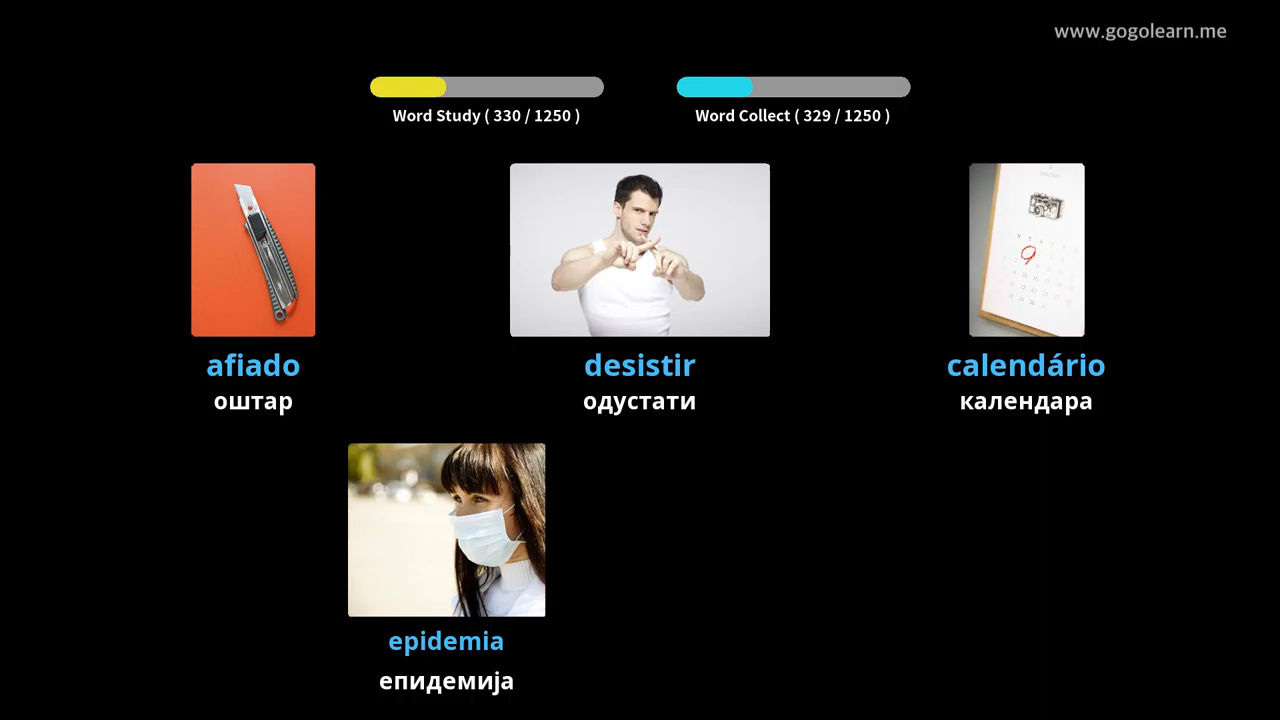 www.gogolearn.me
Word Study ( 330 / 1250 )
Word Collect ( 329 / 1250 )
afiado
оштар
desistir
одустати
calendário
календара
epidemia
епидемија